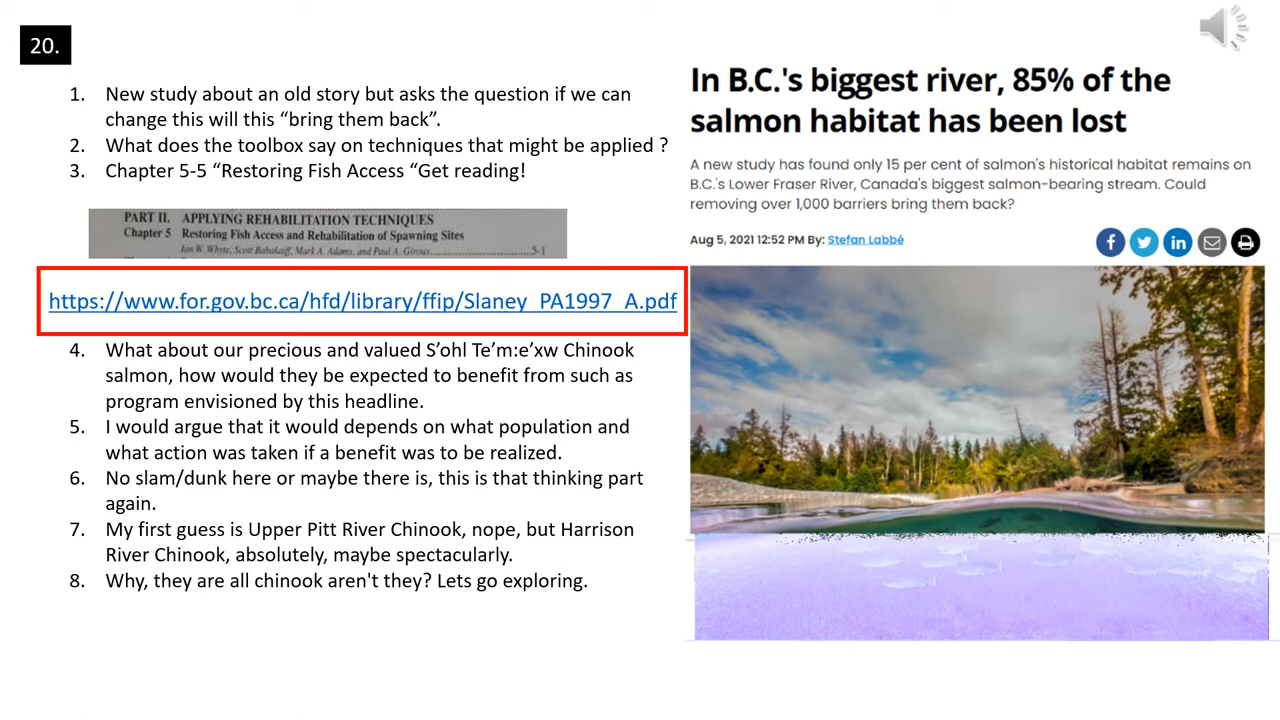 20.
1. New study about an old story but asks the question if we can
change this will this “bring them back”.
2. What does the toolbox say on techniques that might be applied ?
3. Chapter 5-5 “Restoring Fish Access “Get reading!
PART II. APPLYING REHABILITATION TECHNIQUES
Chapter 5 Restoring Fish Access and Rehabilitation of Spawning Sites
Ian W. Whyte, Scott Babakaiff, Mark A. Adams, and Paul A. Giroux 5-1
https://www.for.gov.bc.ca/hfd/library/ffip/Slaney_PA1997_A.pdf
4. What about our precious and valued S’ohl Te’m:e’xw Chinook
salmon, how would they be expected to benefit from such as
program envisioned by this headline.
5. I would argue that it would depends on what population and
what action was taken if a benefit was to be realized.
6. No slam/dunk here or maybe there is, this is that thinking part
again.
7. My first guess is Upper Pitt River Chinook, nope, but Harrison
River Chinook, absolutely, maybe spectacularly.
8. Why, they are all chinook aren't they? Lets go exploring.
In B.C.'s biggest river, 85% of the
salmon habitat has been lost
A new study has found only 15 per cent of salmon's historical habitat remains on
B.C.'s Lower Fraser River, Canada's biggest salmon-bearing stream. Could
removing over 1,000 barriers bring them back?
Aug 5, 2021 12:52 PM By: Stefan Labbé